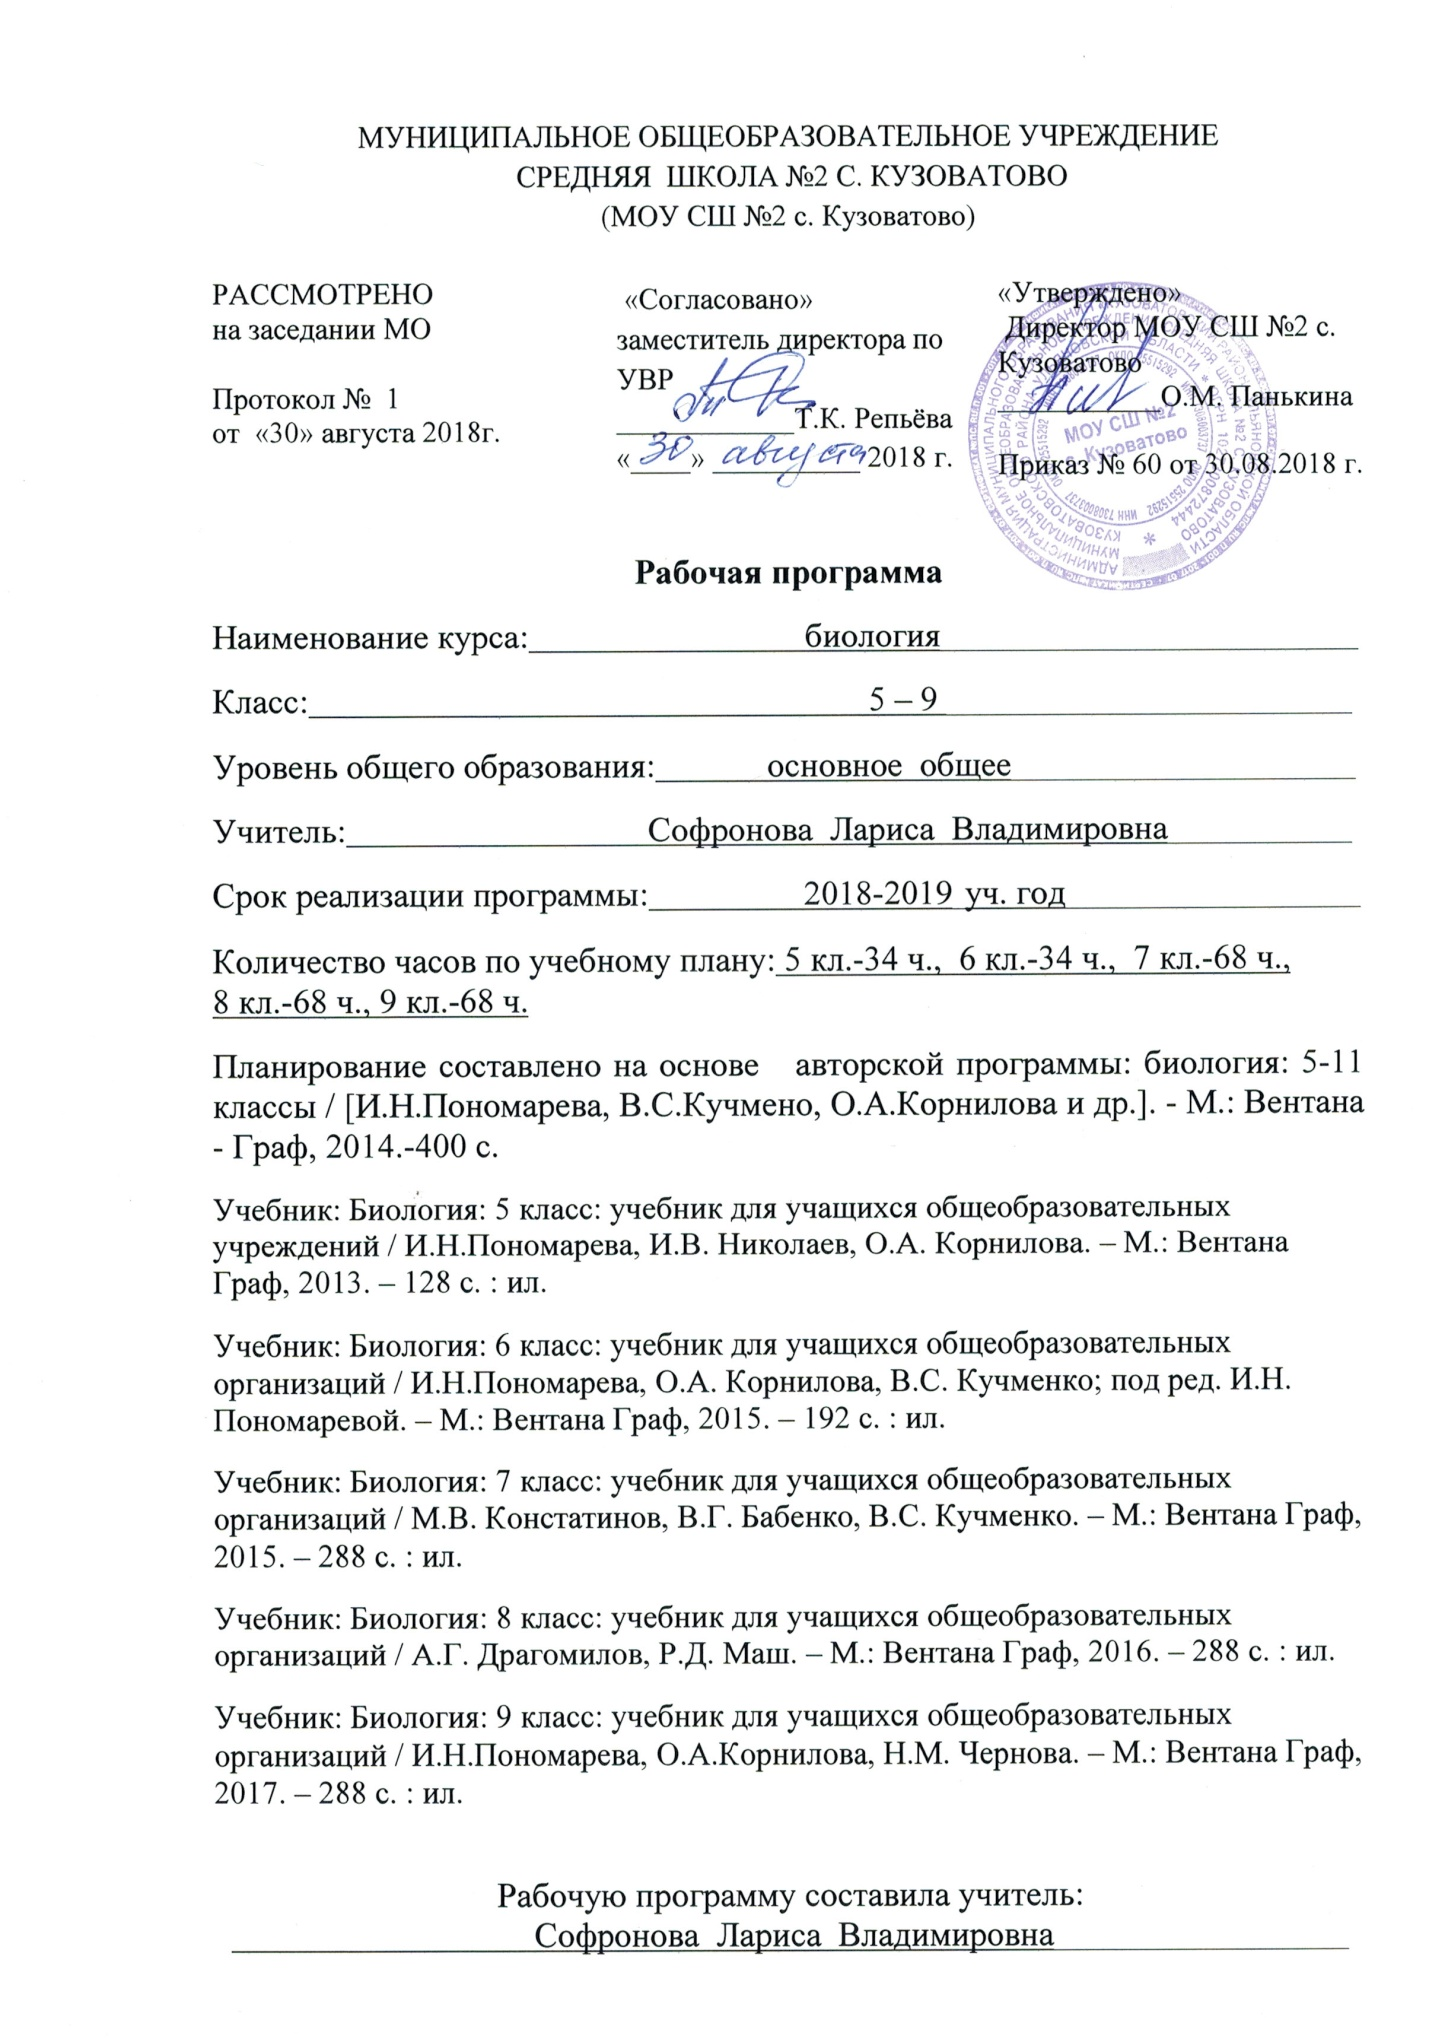 МУНИЦИПАЛЬНОЕ ОБЩЕОБРАЗОВАТЕЛЬНОЕ УЧРЕЖДЕНИЕ
СРЕДНЯЯ ШКОЛА №2 С. КУЗОВАТОВО
(МОУ СШ №2 с. Кузоватово)
РАССМОТРЕНО
на заседании МО
Протокол № 1
от «30» августа 2018г.
«Согласовано»
заместитель директора по
УВР
Т.К. Репьёва
«30» августа 2018 г.
«Утверждено»
Директор МОУ СШ №2 с.
Кузоватово
О.М. Панькина
Приказ № 60 от 30.08.2018 г.
МОУ СШ №2
с. Кузоватово
Рабочая программа
Наименование курса: биология
Класс: 5 – 9
Уровень общего образования: основное общее
Учитель: Софронова Лариса Владимировна
Срок реализации программы: 2018-2019 уч. год
Количество часов по учебному плану: 5 кл.-34 ч., 6 кл.-34 ч., 7 кл.-68 ч.,
8 кл.-68 ч., 9 кл.-68 ч.
Планирование составлено на основе авторской программы: биология: 5-11
классы / [И.Н.Пономарева, В.С.Кучмено, О.А.Корнилова и др.]. - М.: Вентана
- Граф, 2014.-400 с.
Учебник: Биология: 5 класс: учебник для учащихся общеобразовательных
учреждений / И.Н.Пономарева, И.В. Николаев, О.А. Корнилова. – М.: Вентана
Граф, 2013. – 128 с. : ил.
Учебник: Биология: 6 класс: учебник для учащихся общеобразовательных
организаций / И.Н.Пономарева, О.А. Корнилова, В.С. Кучменко; под ред. И.Н.
Пономаревой. – М.: Вентана Граф, 2015. – 192 с. : ил.
Учебник: Биология: 7 класс: учебник для учащихся общеобразовательных
организаций / М.В. Констатинов, В.Г. Бабенко, В.С. Кучменко. – М.: Вентана Граф,
2015. – 288 с. : ил.
Учебник: Биология: 8 класс: учебник для учащихся общеобразовательных
организаций / А.Г. Драгомилов, Р.Д. Маш. – М.: Вентана Граф, 2016. – 288 с. : ил.
Учебник: Биология: 9 класс: учебник для учащихся общеобразовательных
организаций / И.Н.Пономарева, О.А.Корнилова, Н.М. Чернова. – М.: Вентана Граф,
2017. – 288 с. : ил.
Рабочую программу составила учитель:
Софронова Лариса Владимировна